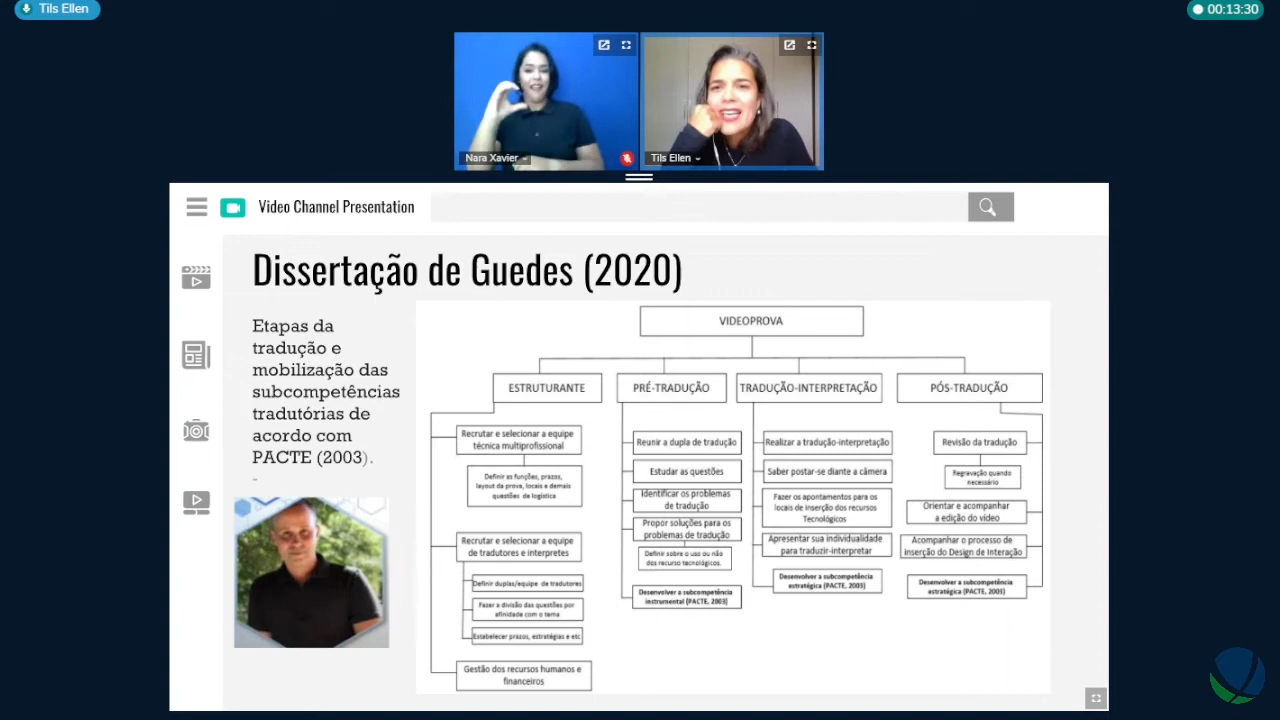 Tils Ellen
00:13:30
Nara Xavier
Tils Ellen
Video Channel Presentation
Dissertação de Guedes (2020)
Etapas da
tradução e
mobilização das
subcompetências
tradutórias de
acordo com
PACTE (2003).
-
VIDEOPROVA
ESTRUTURANTE
Recrutar e selecionar a equipe
técnica multiprofissional
Definir as funções, prazos,
layout da prova, locais e demais
questões de logística
Recrutar e selecionar a equipe
de tradutores e interpretes
Definir duplas/equipe de tradutores
Fazer a divisão das questões por
afinidade com o tema
Estabelecer prazos, estratégias e etc
Gestão dos recursos humanos e
financeiros
PRÉ-TRADUÇÃO
Reunir a dupla de tradução
Estudar as questões
Identificar os problemas
de tradução
Propor soluções para os
problemas de tradução
Definir sobre o uso ou não
dos recurso tecnológicos.
Desenvolver a subcompetência
instrumental (PACTE, 2003)
TRADUÇÃO-INTERPRETAÇÃO
Realizar a tradução-interpretação
Saber postar-se diante a câmera
Fazer os apontamentos para os
locais de inserção dos recursos
Tecnológicos
Apresentar sua individualidade
para traduzir-interpretar
Desenvolver a subcompetência
estratégica (PACTE, 2003)
PÓS-TRADUÇÃO
Revisão da tradução
Regravação quando
necessário
Orientar e acompanhar
a edição do vídeo
Acompanhar o processo de
inserção do Design de Interação
Desenvolver a subcompetência
estratégica (PACTE, 2003)